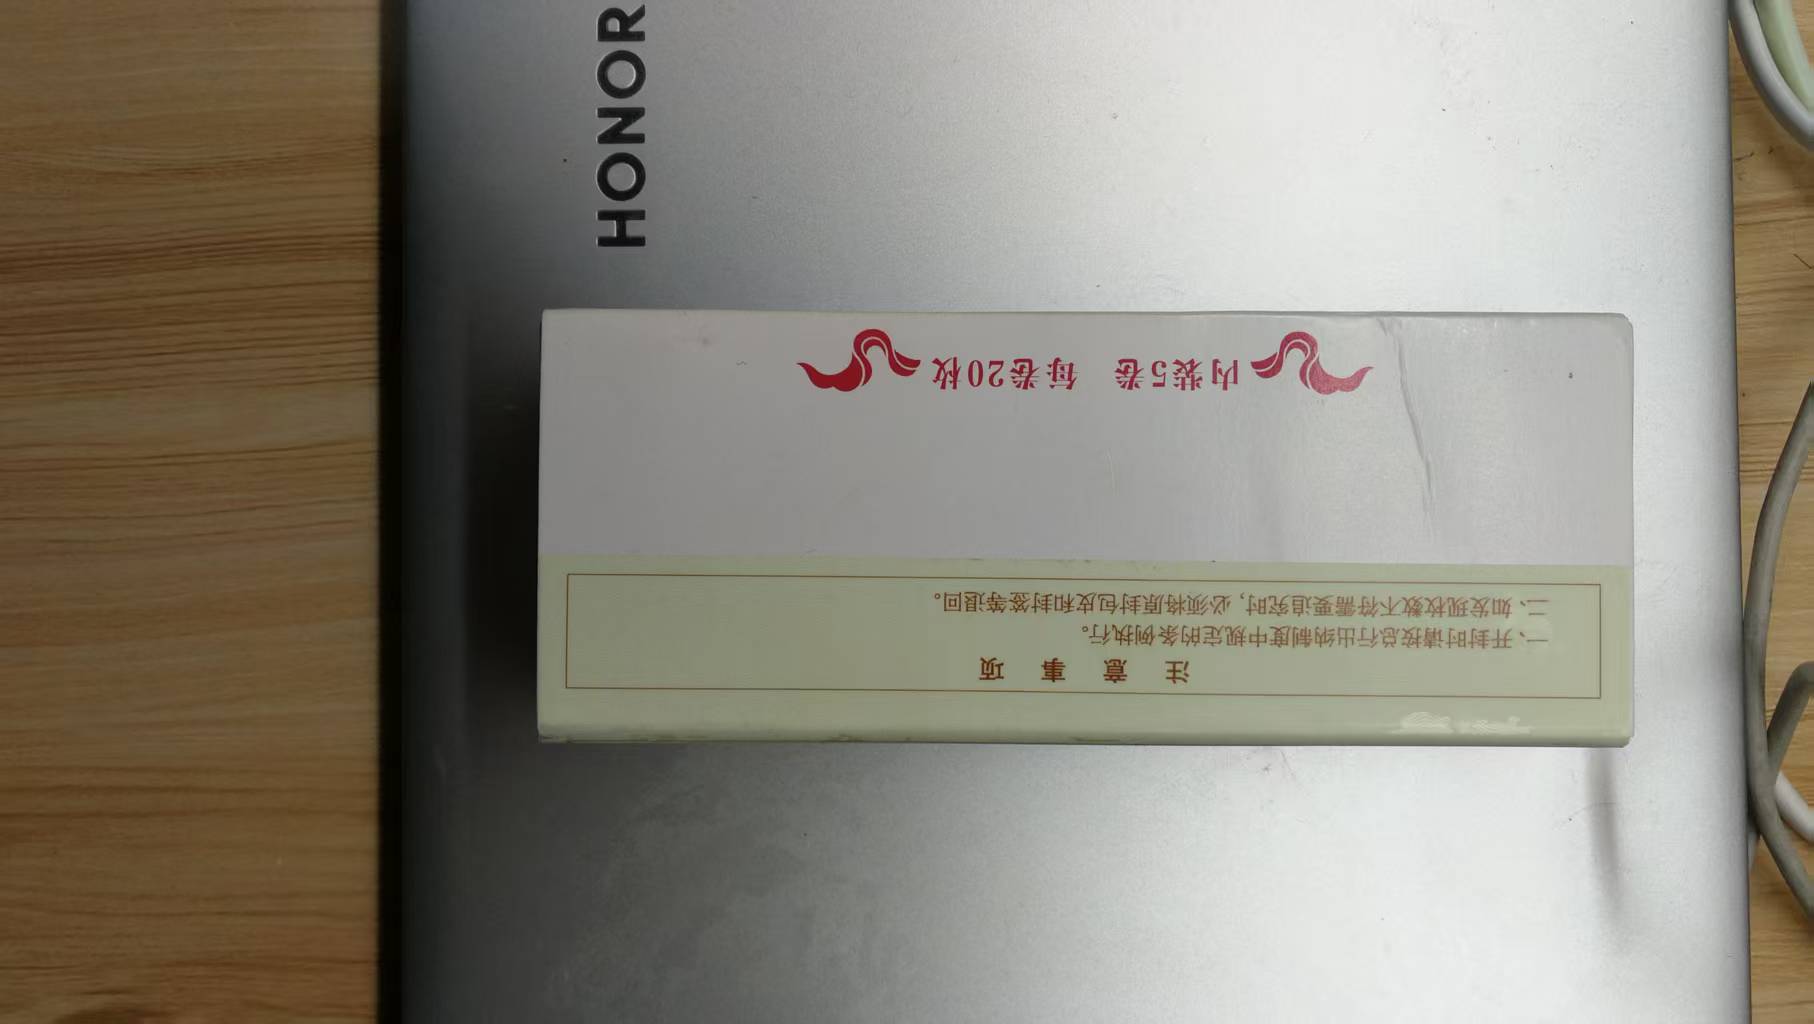 HONOR
注意事项
一、开封时请按总行出纳制度中规定的条例执行。
二、如发现枚数不符需要追究时，必须将原封包皮和封签等退回。
内装5卷 每卷20枚